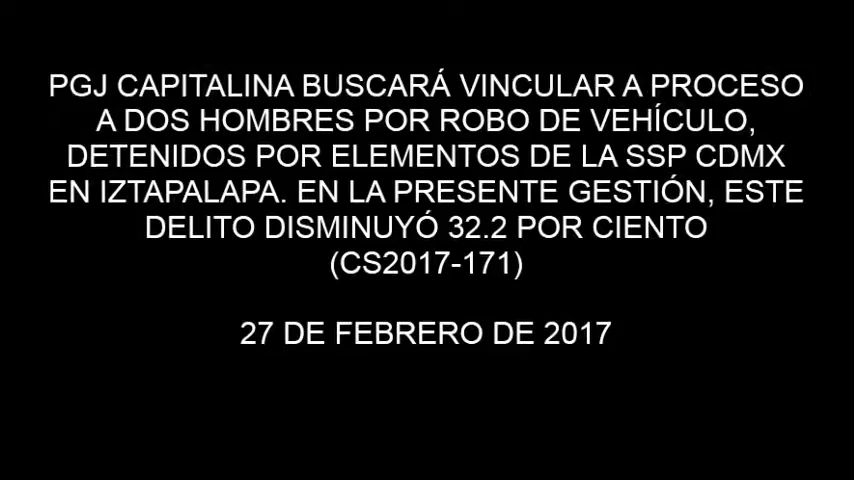 PGJ CAPITALINA BUSCARÁ VINCULAR A PROCESO
A DOS HOMBRES POR ROBO DE VEHÍCULO,
DETENIDOS POR ELEMENTOS DE LA SSP CDMX
EN IZTAPALAPA. EN LA PRESENTE GESTIÓN, ESTE
DELITO DISMINUYÓ 32.2 POR CIENTO
(CS2017-171)
27 DE FEBRERO DE 2017